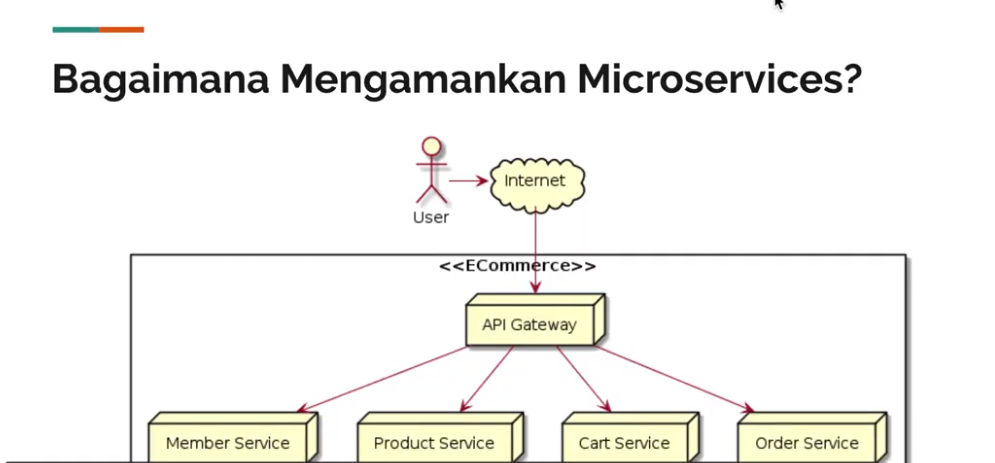 Bagaimana Mengamankan Microservices?
Internet
User
<<ECommerce>>
API Gateway
Member Service
Product Service
Cart Service
Order Service